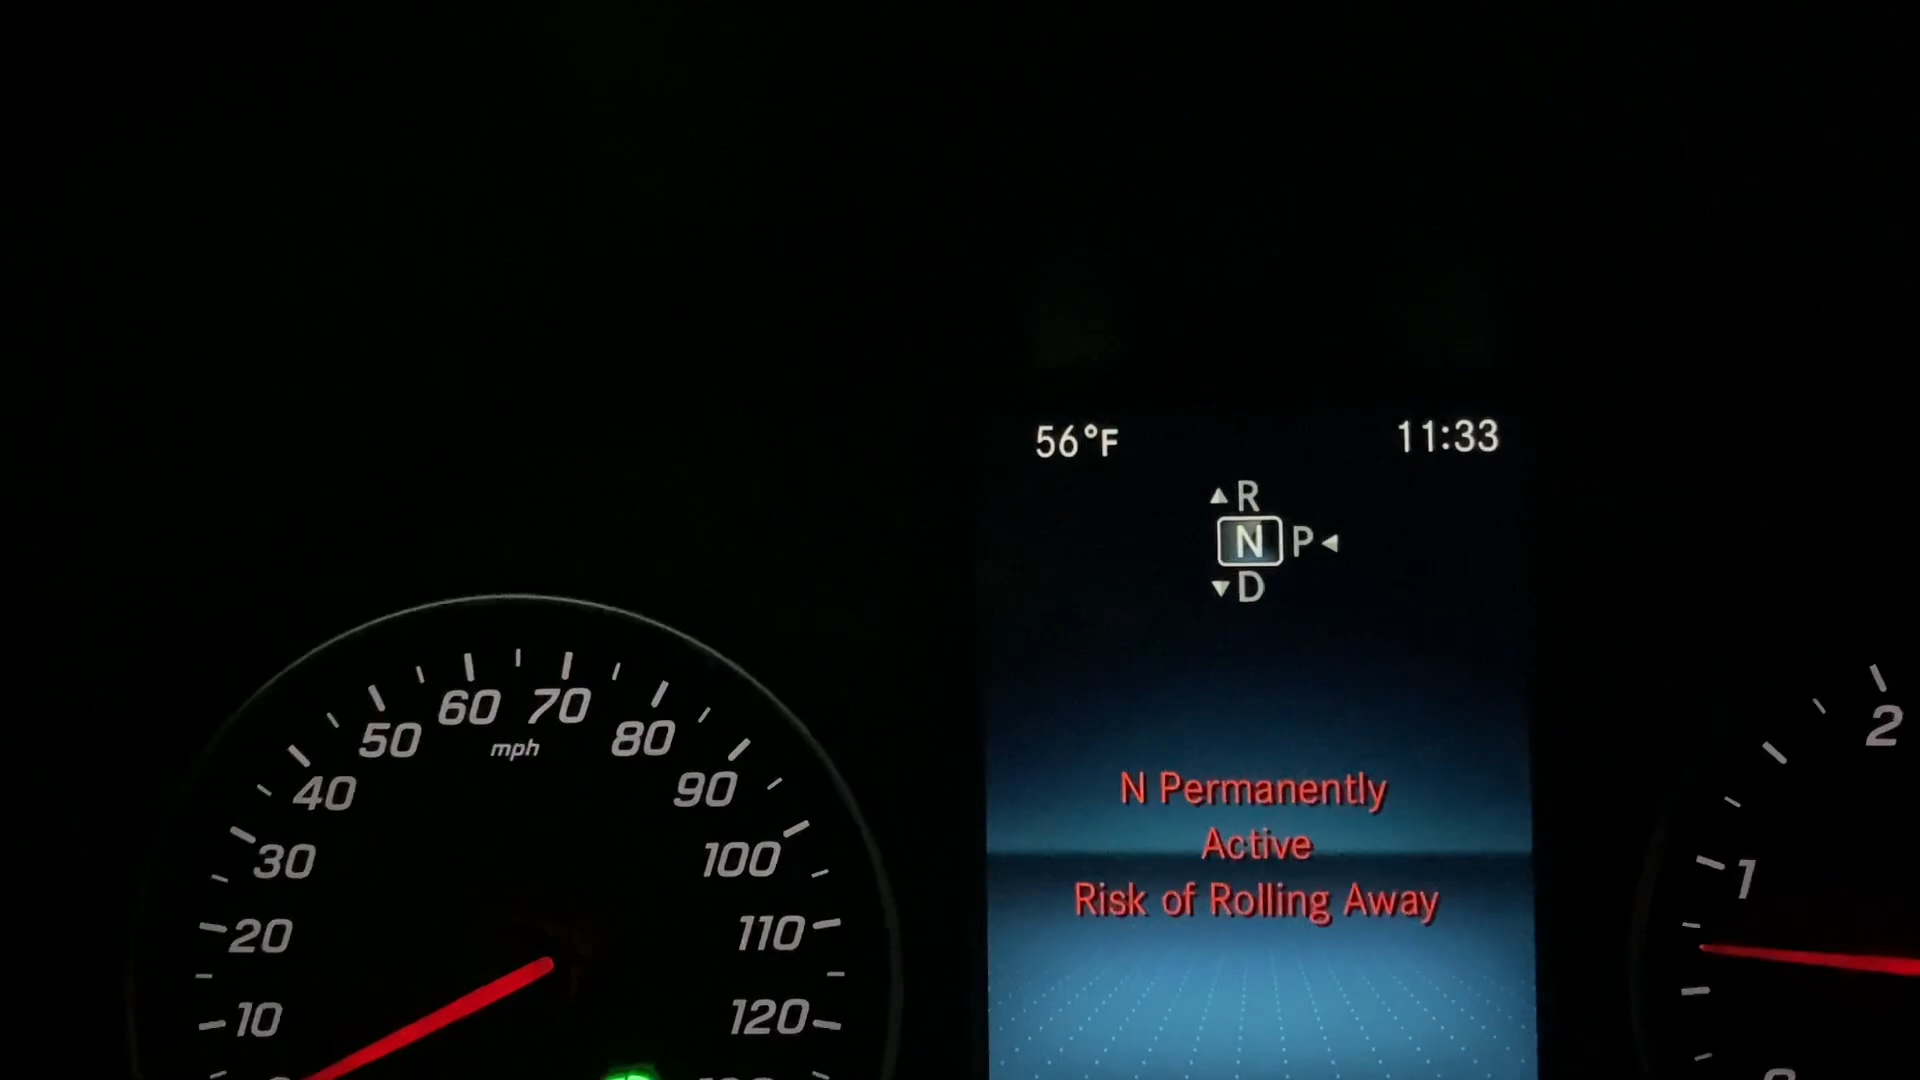 56°F 11:33
R
N P
D
60 70
50 80
mph
40 90
30 100
20 110
10 120
2
1
N Permanently
Active
Risk of Rolling Away